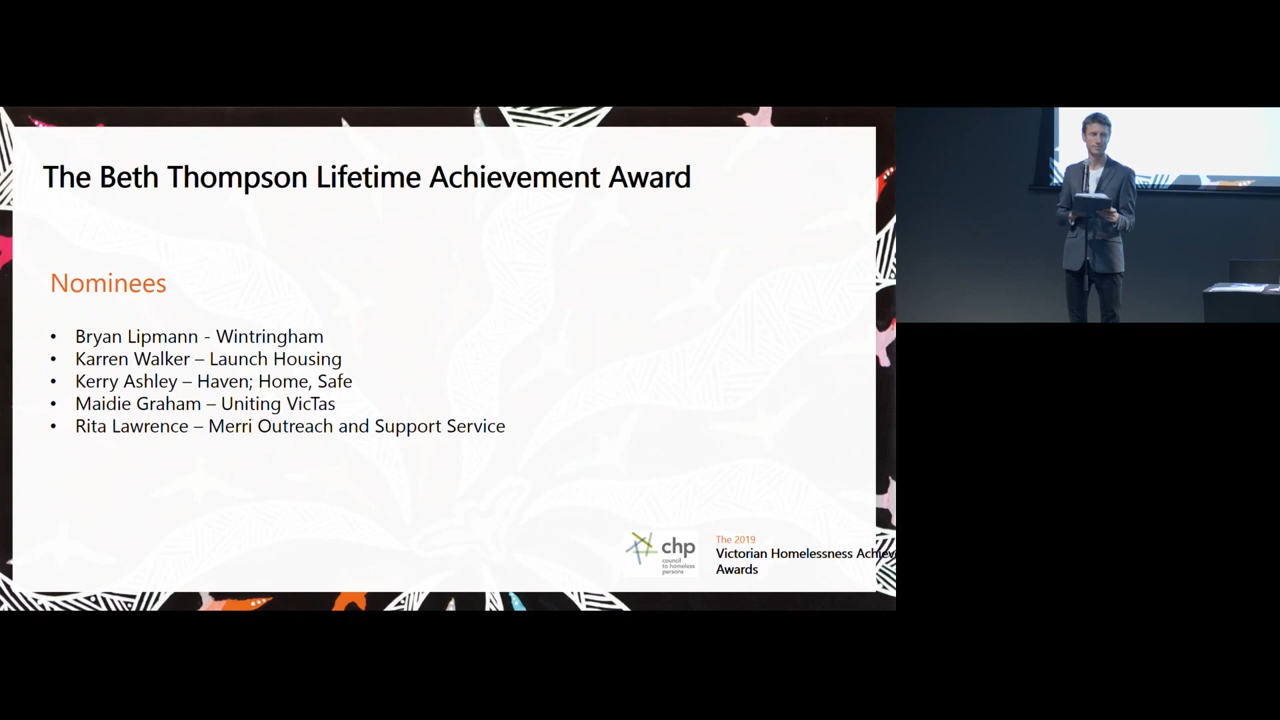 The Beth Thompson Lifetime Achievement Award
Nominees
• Bryan Lipmann - Wintringham
• Karren Walker – Launch Housing
• Kerry Ashley – Haven; Home, Safe
• Maidie Graham – Uniting VicTas
• Rita Lawrence – Merri Outreach and Support Service
chp
council
to homeless
persons
The 2019
Victorian Homelessness Achiev
Awards